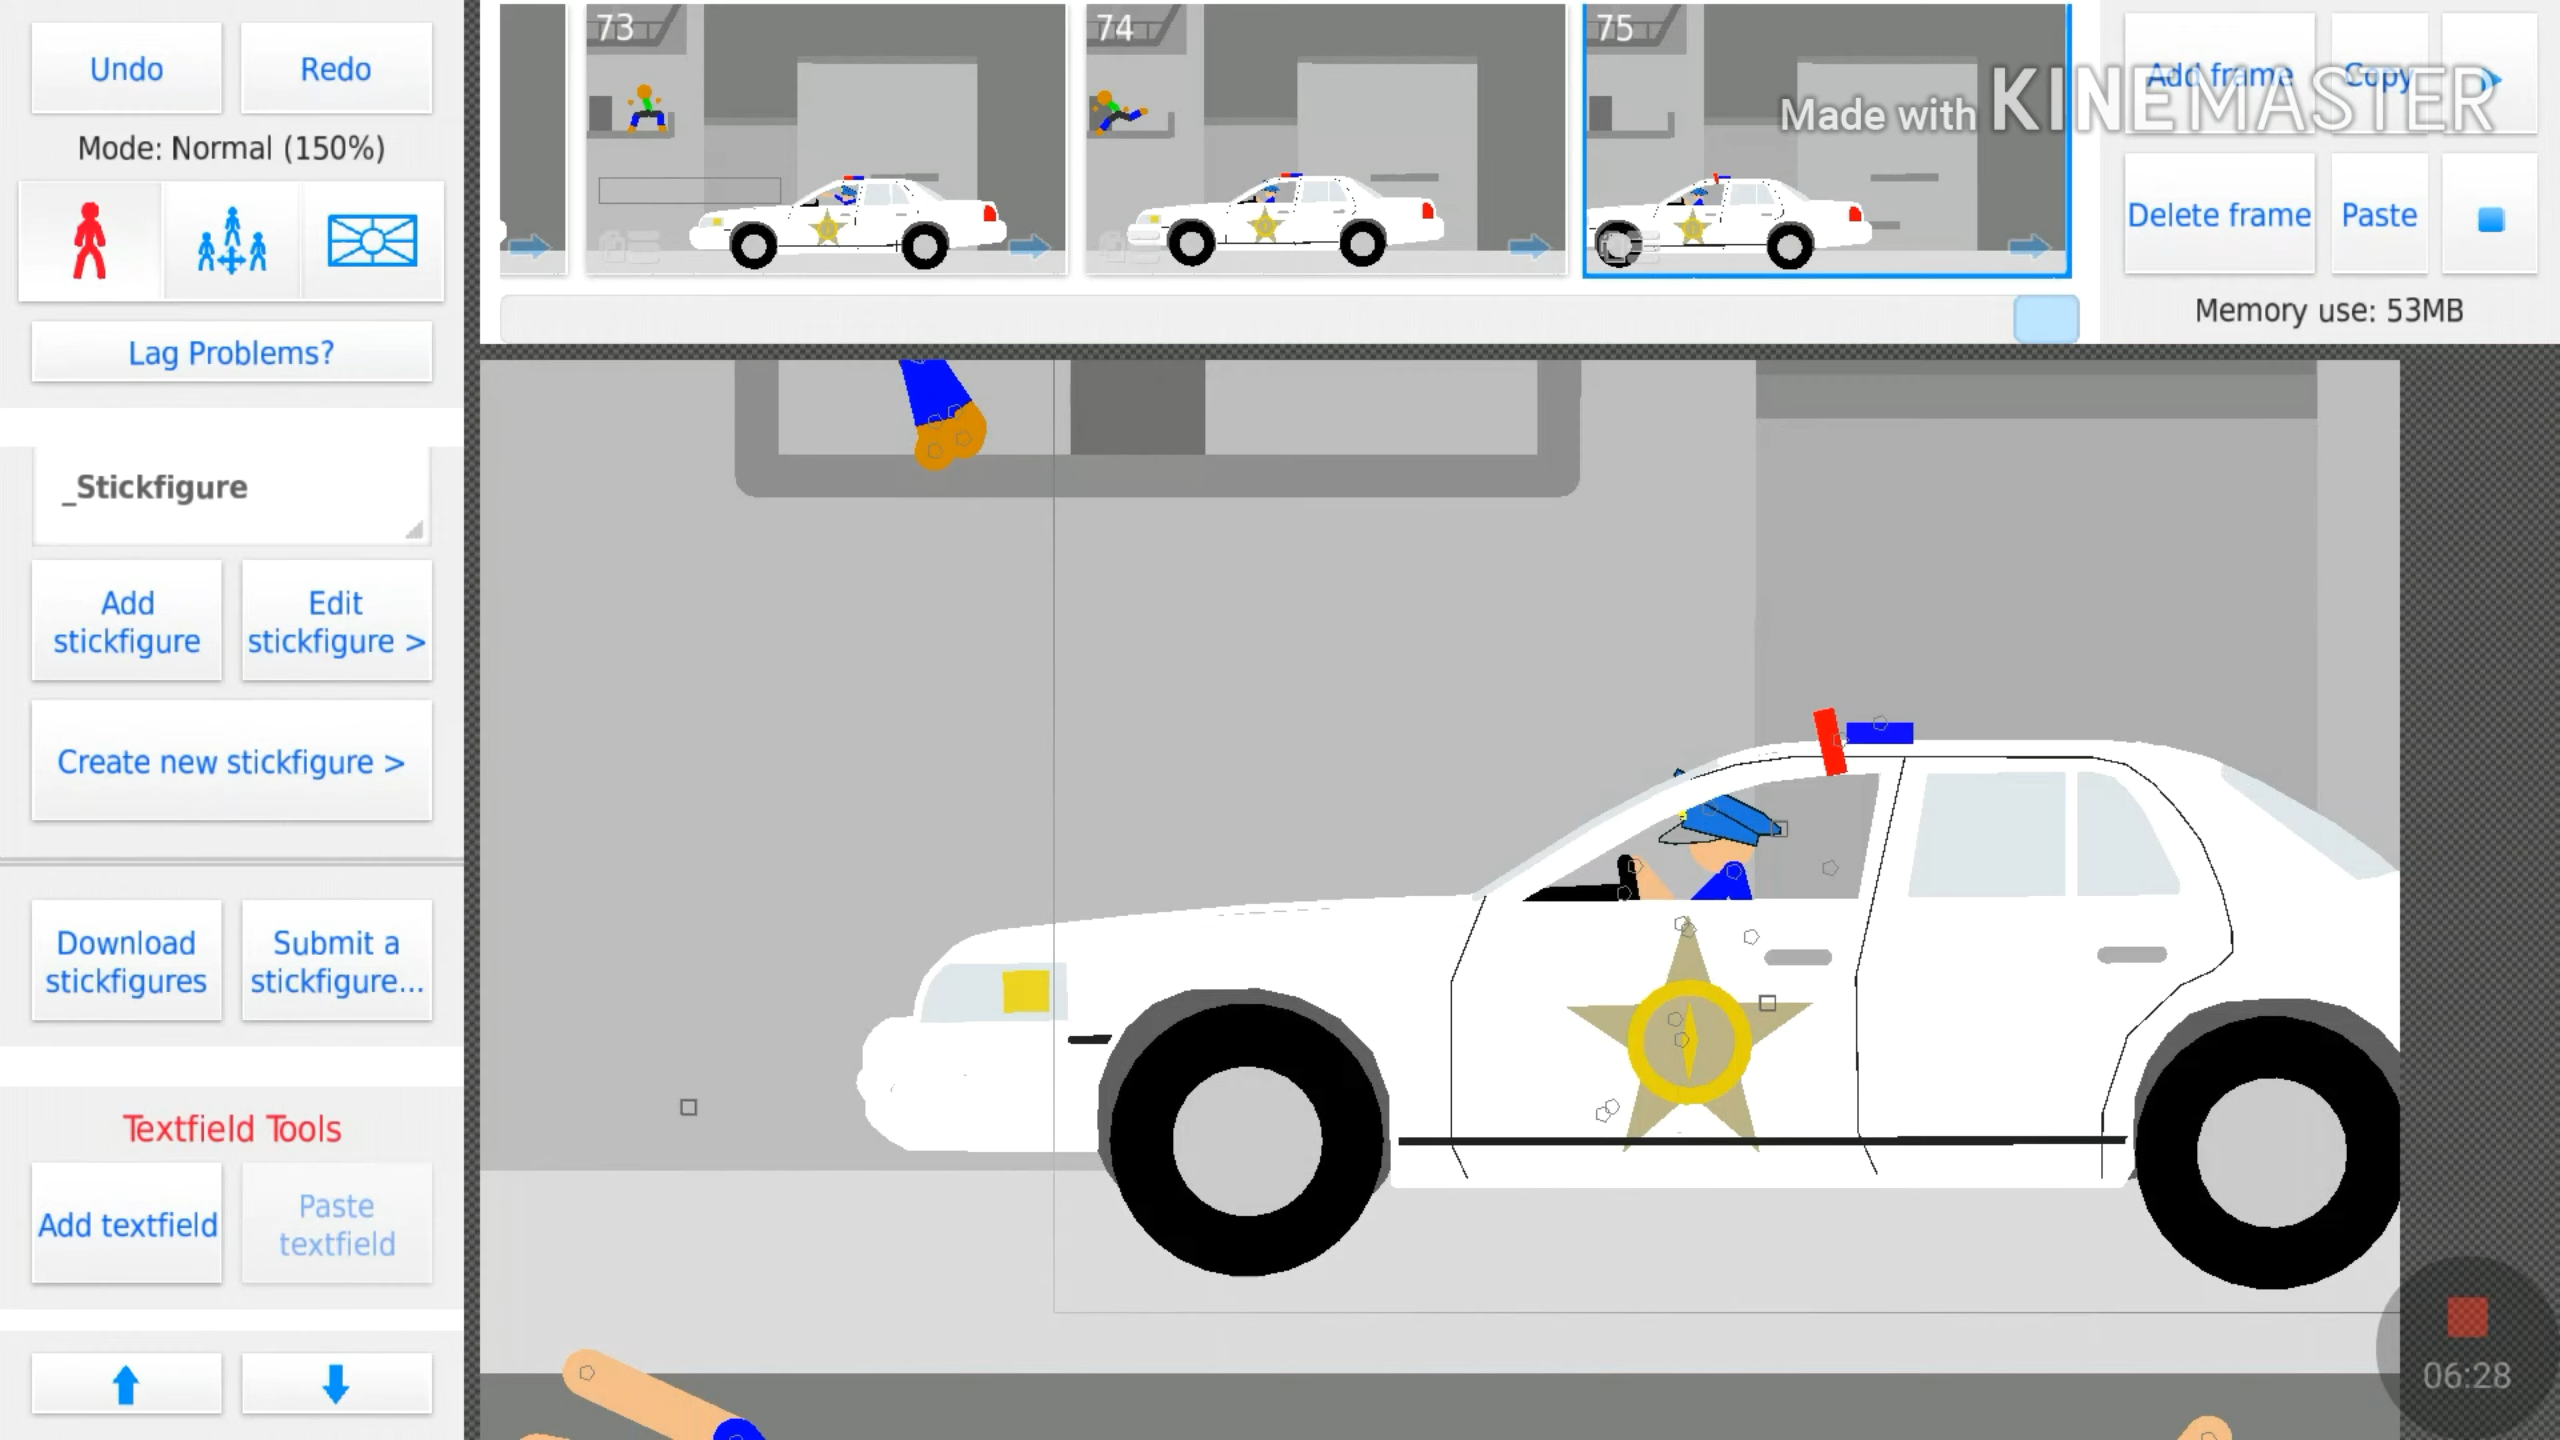 Undo
Redo
Mode: Normal (150%)
Lag Problems?
_Stickfigure
Add
stickfigure
Edit
stickfigure >
Create new stickfigure >
Download
stickfigures
Submit a
stickfigure...
Textfield Tools
Add textfield
Paste
textfield
73
74
75
Made with KINEMASTER
Add frame
Copy
Delete frame
Paste
Memory use: 53MB
06:28